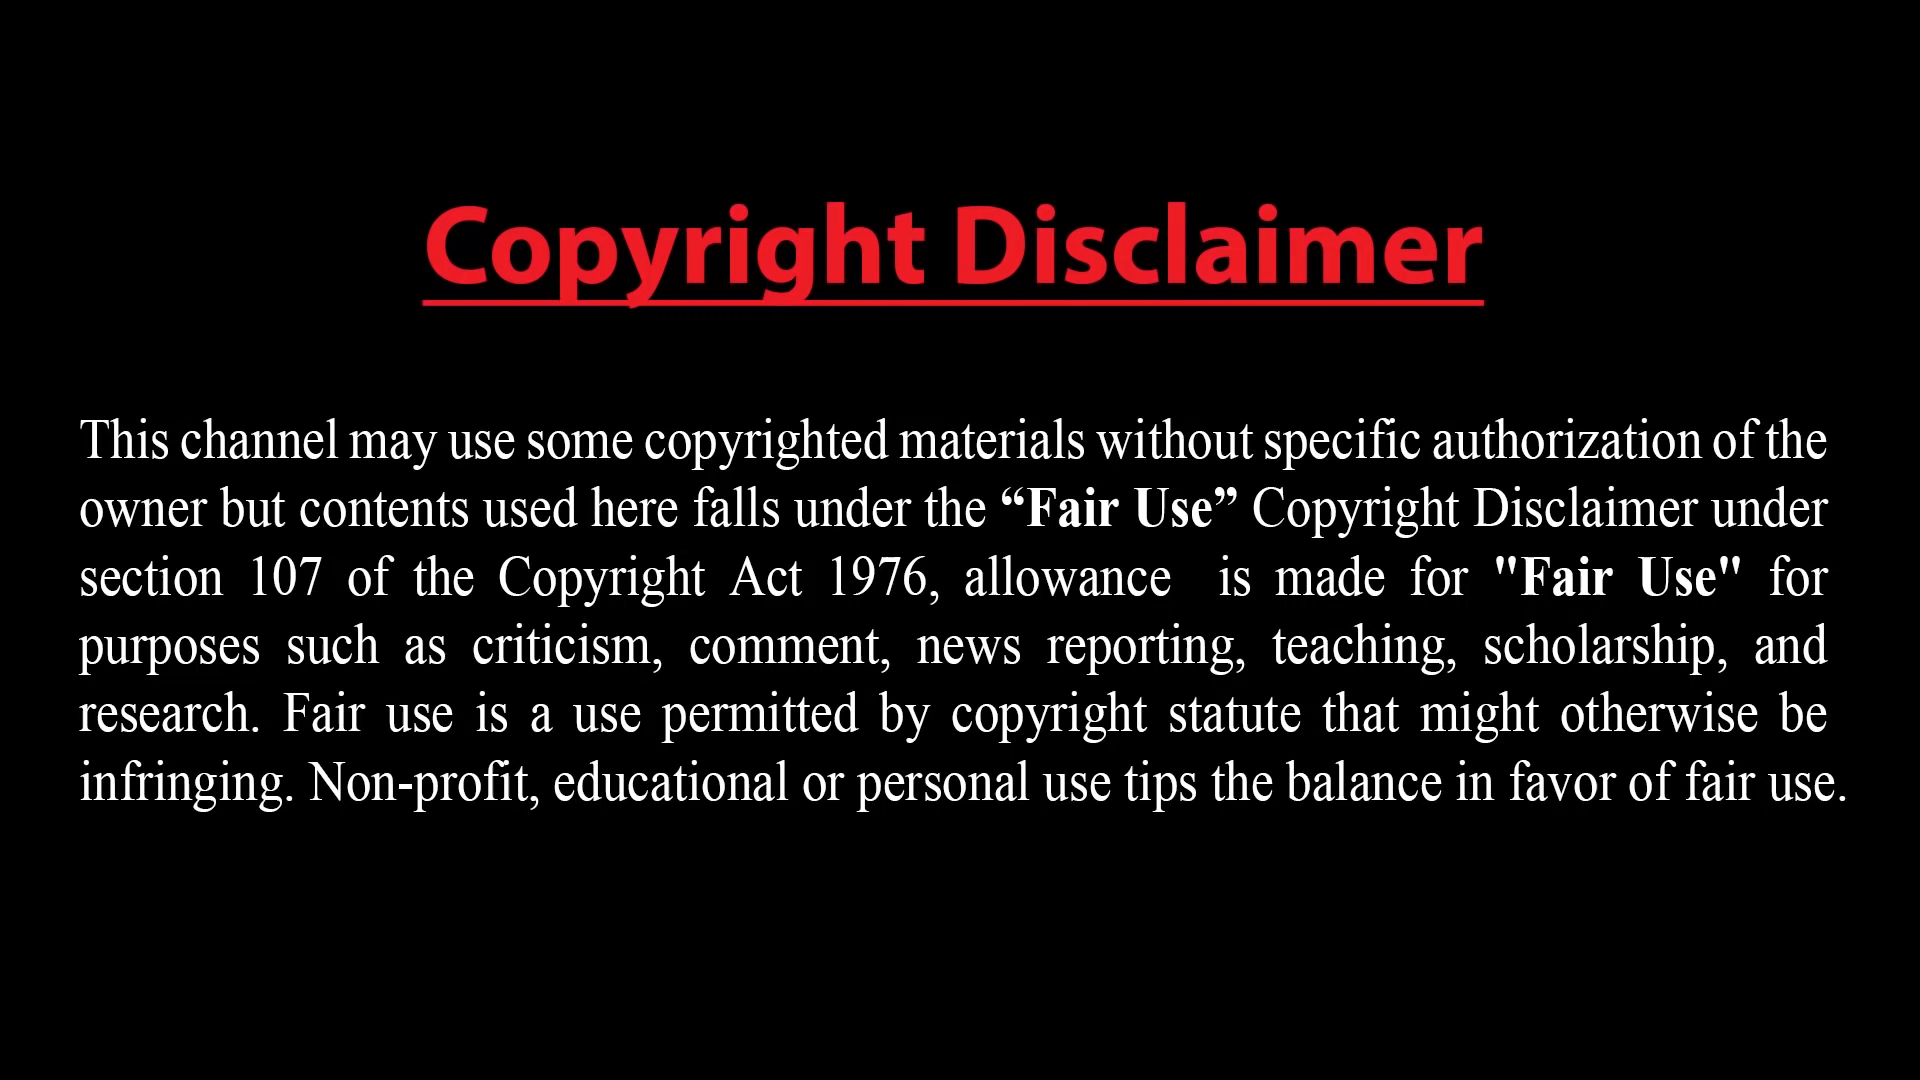 Copyright Disclaimer
This channel may use some copyrighted materials without specific authorization of the
owner but contents used here falls under the “Fair Use” Copyright Disclaimer under
section 107 of the Copyright Act 1976, allowance is made for "Fair Use" for
purposes such as criticism, comment, news reporting, teaching, scholarship, and
research. Fair use is a use permitted by copyright statute that might otherwise be
infringing. Non-profit, educational or personal use tips the balance in favor of fair use.